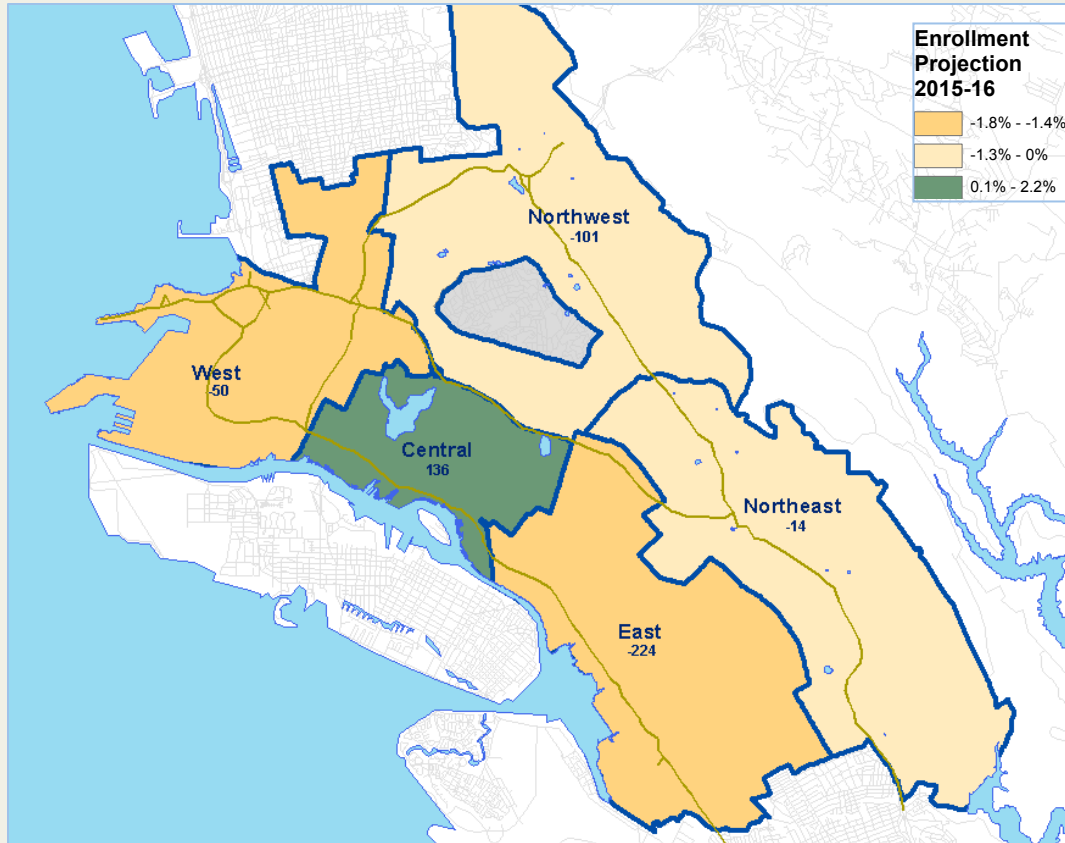 Enrollment
Projection
2015-16
-1.8% - -1.4%
-1.3% - 0%
0.1% - 2.2%
Northwest
-101
West
-50
Central
136
Northeast
-14
East
-224